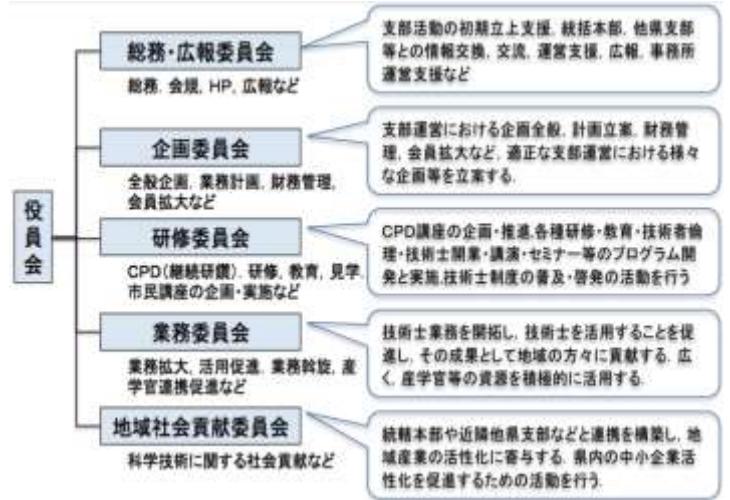 役員会
総務・広報委員会
総務, 会規, HP, 広報など
支部活動の初期立上支援, 統括本部, 他県支部
等との情報交換, 交流, 運営支援, 広報, 事務所
運営支援など
企画委員会
全般企画, 業務計画, 財務管理,
会員拡大など
支部運営における企画全般, 計画立案, 財務管
理, 会員拡大など, 適正な支部運営における様々
な企画等を立案する.
研修委員会
CPD(継続研鑽), 研修, 教育, 見学,
市民講座の企画・実施など
CPD講座の企画・推進,各種研修・教育・技術者倫
理・技術士開業・講演・セミナー等のプログラム開
発と実施,技術士制度の普及・啓発の活動を行う
業務委員会
業務拡大, 活用促進, 業務斡旋, 産
学官連携促進など
技術士業務を開拓し, 技術士を活用することを促
進し, その成果として地域の方々に貢献する. 広
く, 産学官等の資源を積極的に活用する.
地域社会貢献委員会
科学技術に関する社会貢献など
統轄本部や近隣他県支部などと連携を構築し, 地
域産業の活性化に寄与する. 県内の中小企業活
性化を促進するための活動を行う.